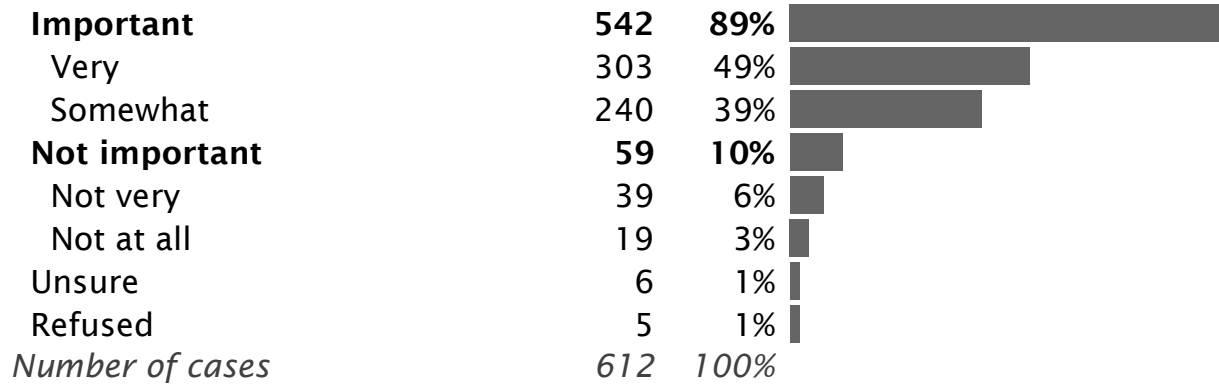 Important 542 89%
Very 303 49%
Somewhat 240 39%
Not important 59 10%
Not very 39 6%
Not at all 19 3%
Unsure 6 1%
Refused 5 1%
Number of cases 612 100%